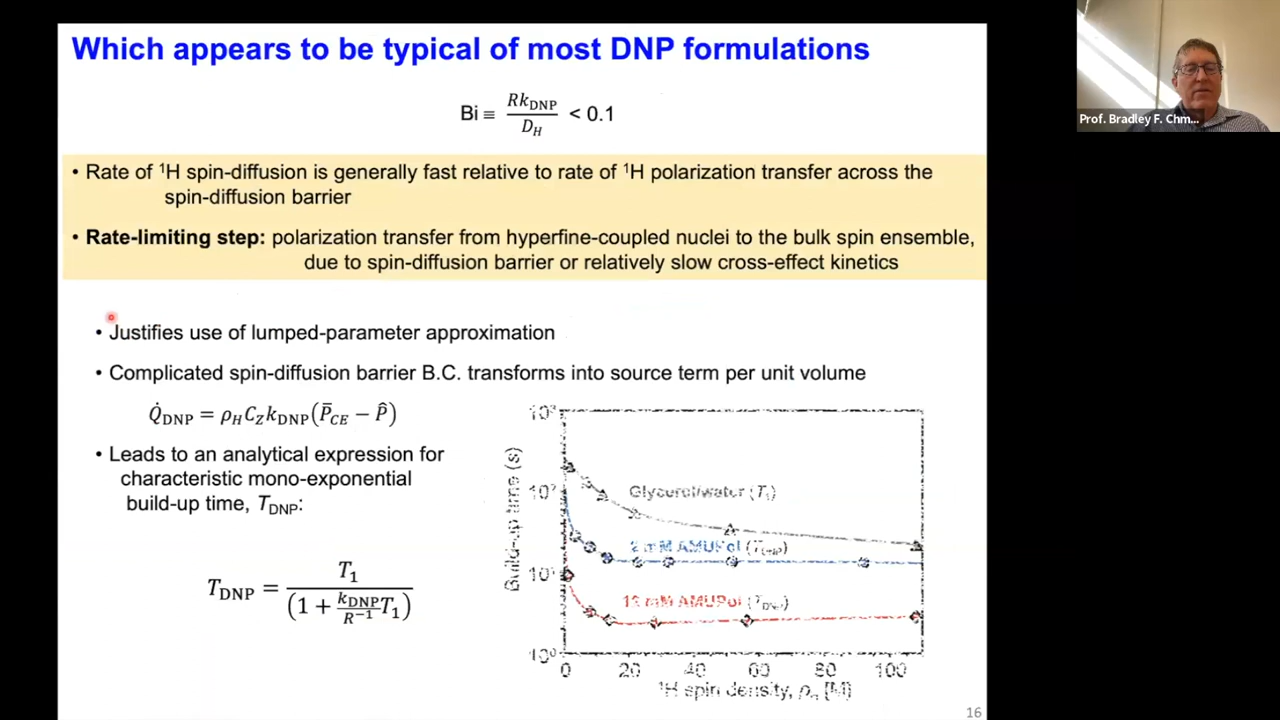 Which appears to be typical of most DNP formulations
Bi ≡ Rk_DNP / D_H < 0.1
• Rate of ¹H spin-diffusion is generally fast relative to rate of ¹H polarization transfer across the
spin-diffusion barrier
• Rate-limiting step: polarization transfer from hyperfine-coupled nuclei to the bulk spin ensemble,
due to spin-diffusion barrier or relatively slow cross-effect kinetics
• Justifies use of lumped-parameter approximation
• Complicated spin-diffusion barrier B.C. transforms into source term per unit volume
Q̇_DNP = ρ_H C_Z k_DNP (P̄_CE − P̂)
• Leads to an analytical expression for
characteristic mono-exponential
build-up time, T_DNP:
T_DNP = T₁ / (1 + (k_DNP / R⁻¹) T₁)
Build-up time (s)
10³
10²
10¹
10⁰
Glycerol/water (T₁)
2 mM AMUPol (T_DNP)
12 mM AMUPol (T_DNP)
0 20 40 60 80 100
¹H spin density, ρ_H [M]
16
Prof. Bradley F. Chm...